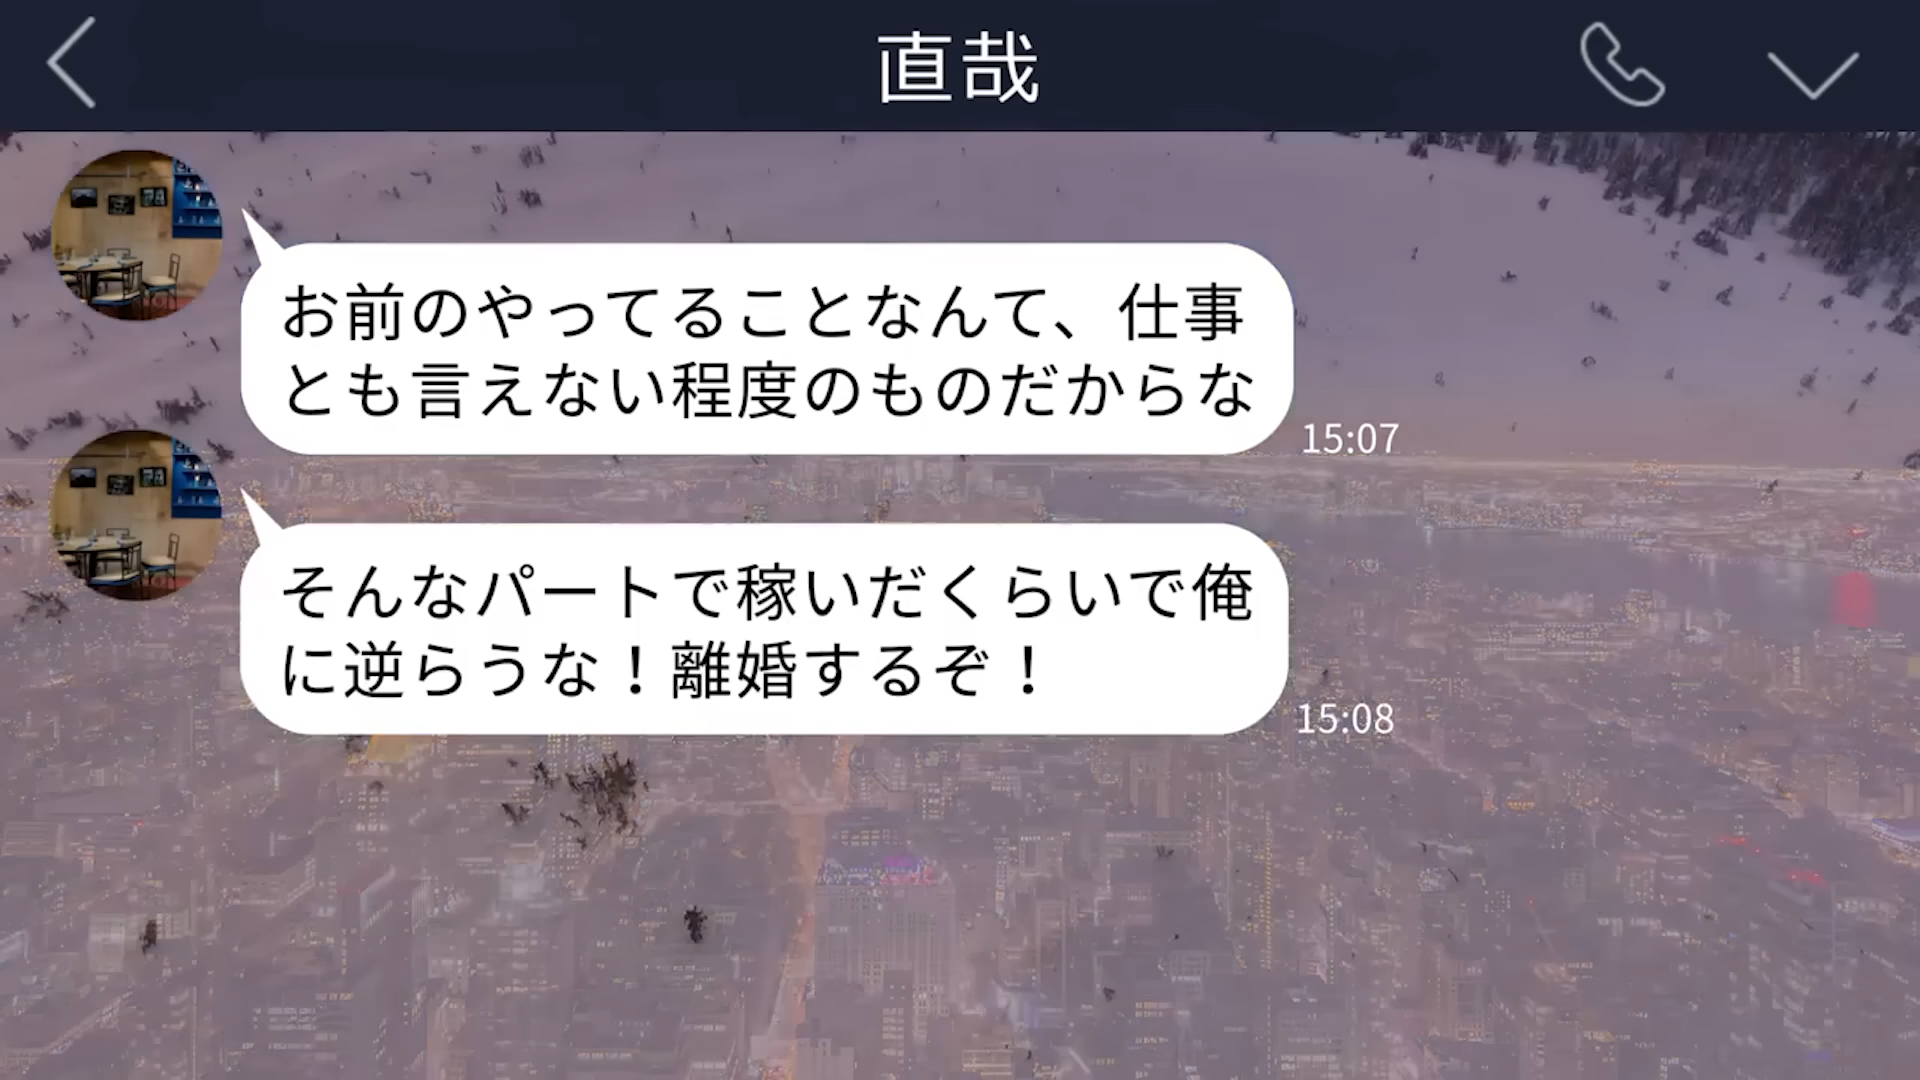 直哉
お前のやってることなんて、仕事
とも言えない程度のものだからな
15:07
そんなパートで稼いだくらいで俺
に逆らうな！離婚するぞ！
15:08